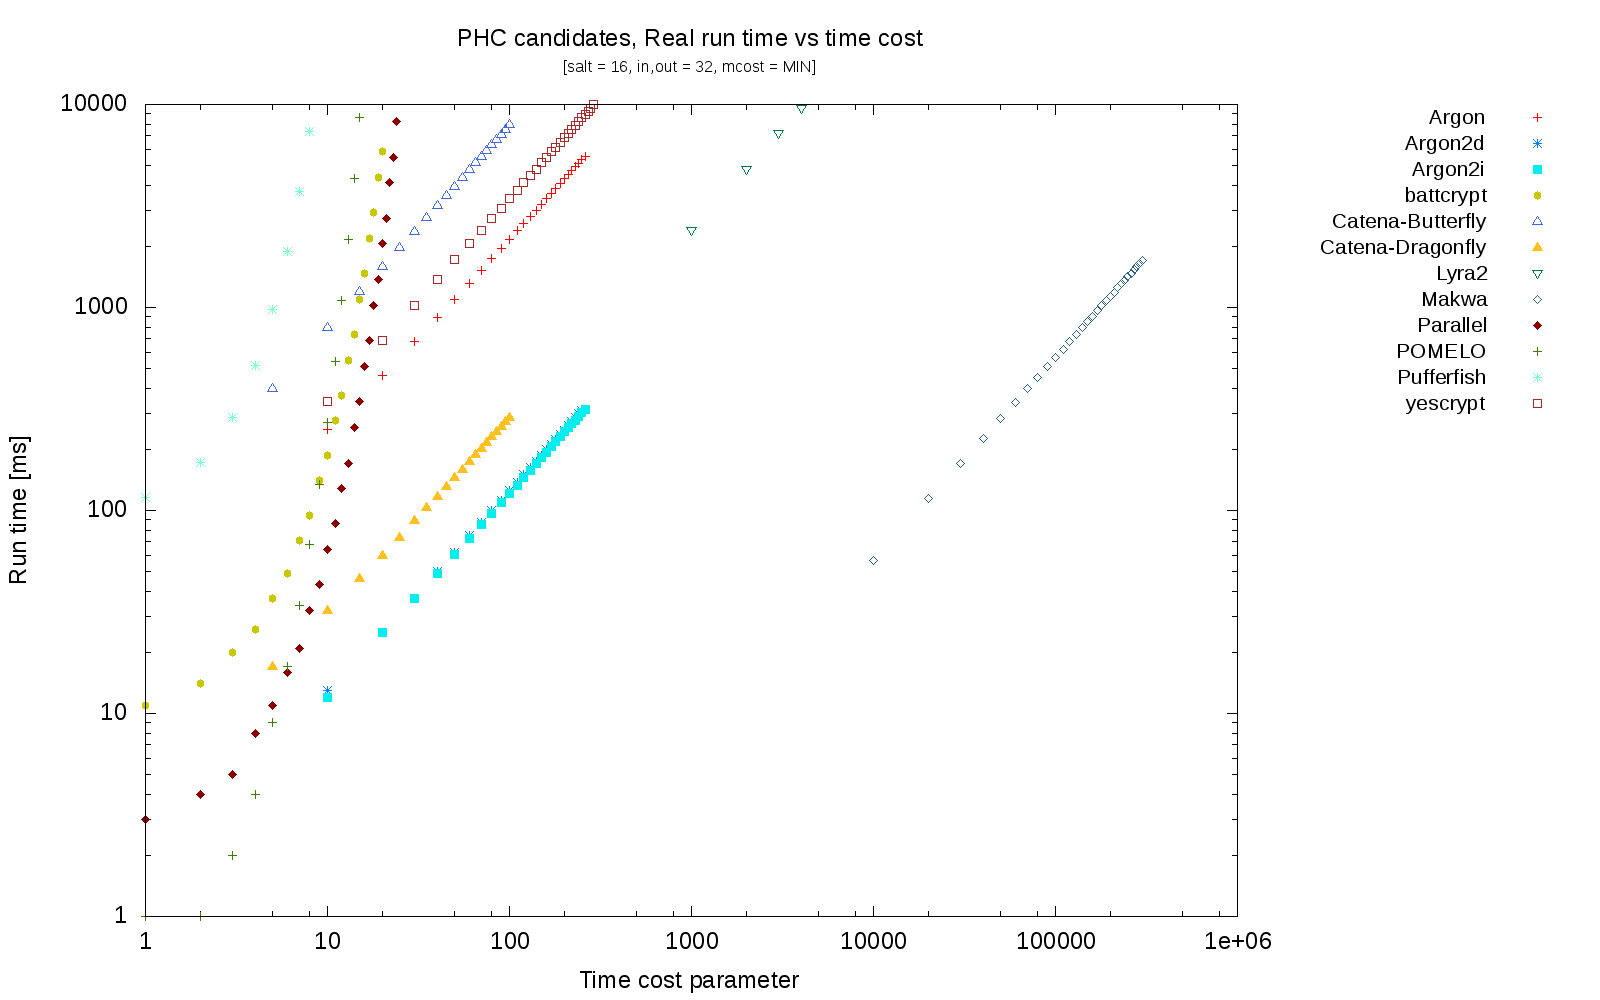 PHC candidates, Real run time vs time cost
[salt = 16, in,out = 32, mcost = MIN]
10000
1000
100
10
1
Run time [ms]
1 10 100 1000 10000 100000 1e+06
Time cost parameter
Argon
Argon2d
Argon2i
battcrypt
Catena-Butterfly
Catena-Dragonfly
Lyra2
Makwa
Parallel
POMELO
Pufferfish
yescrypt